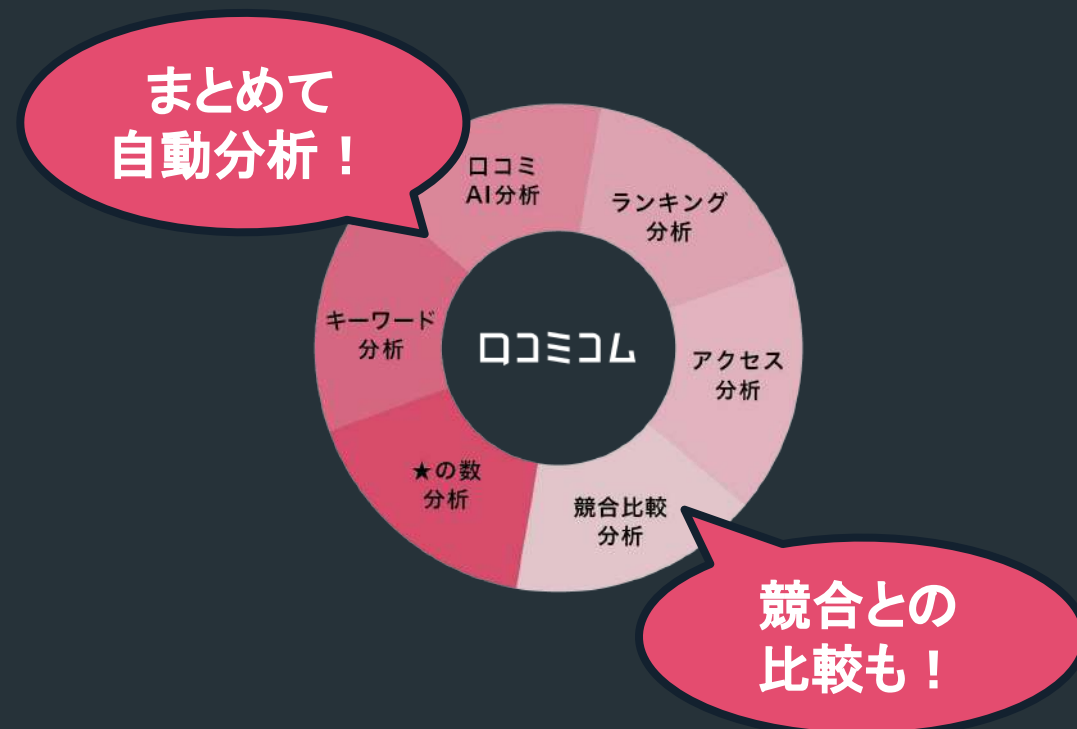 まとめて
自動分析！
口コミ
AI分析
ランキング
分析
キーワード
分析
口コミコム
アクセス
分析
★の数
分析
競合比較
分析
競合との
比較も！